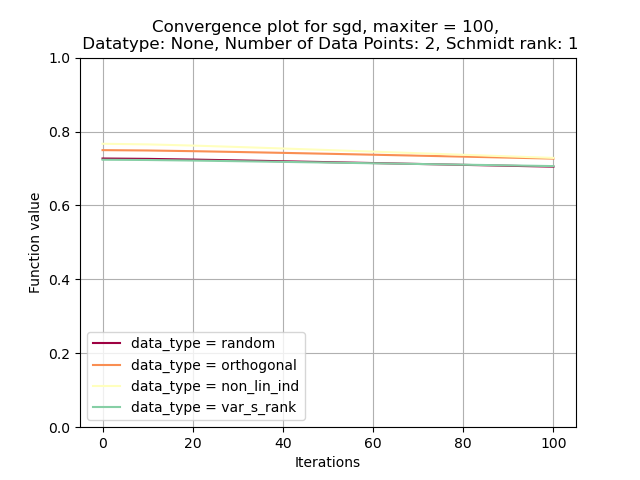 Convergence plot for sgd, maxiter = 100,
Datatype: None, Number of Data Points: 2, Schmidt rank: 1
1.0
0.8
0.6
0.4
0.2
0.0
Function value
data_type = random
data_type = orthogonal
data_type = non_lin_ind
data_type = var_s_rank
0 20 40 60 80 100
Iterations